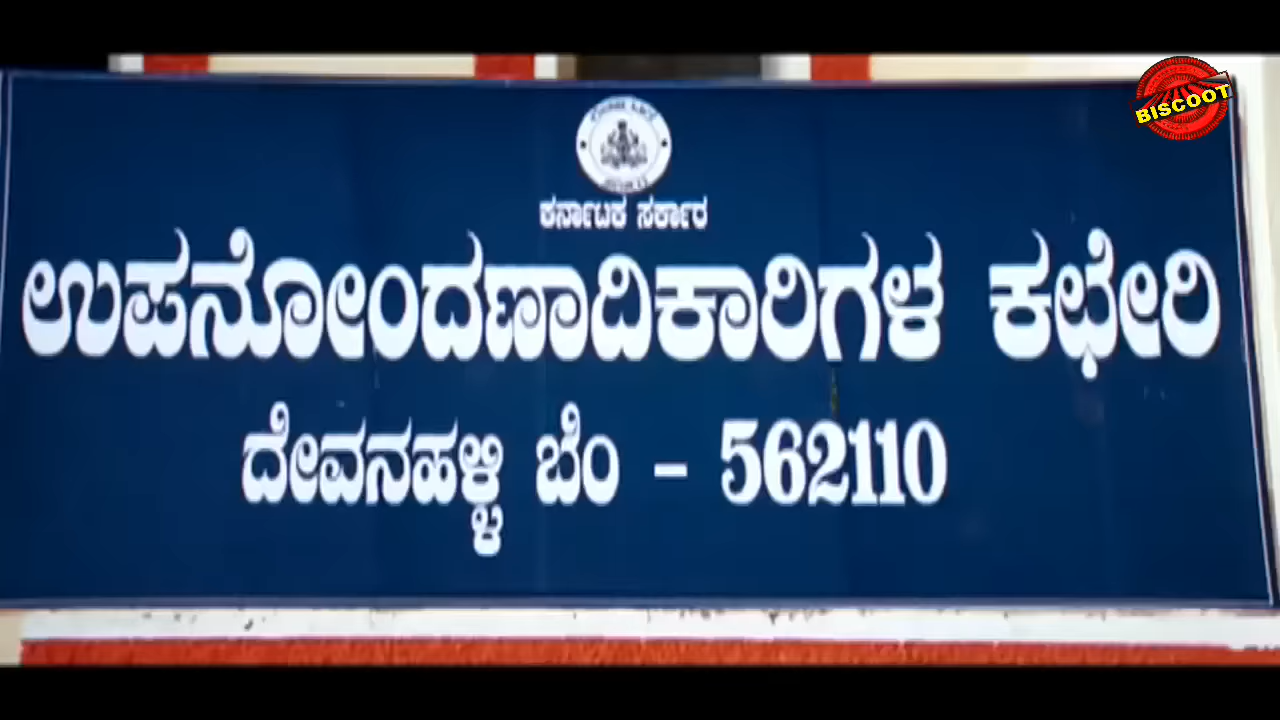 BISCOOT
ಕರ್ನಾಟಕ ಸರ್ಕಾರ
ಉಪನೋಂದಣಾದಿಕಾರಿಗಳ ಕಛೇರಿ
ದೇವನಹಳ್ಳಿ ಬೆಂ - 562110